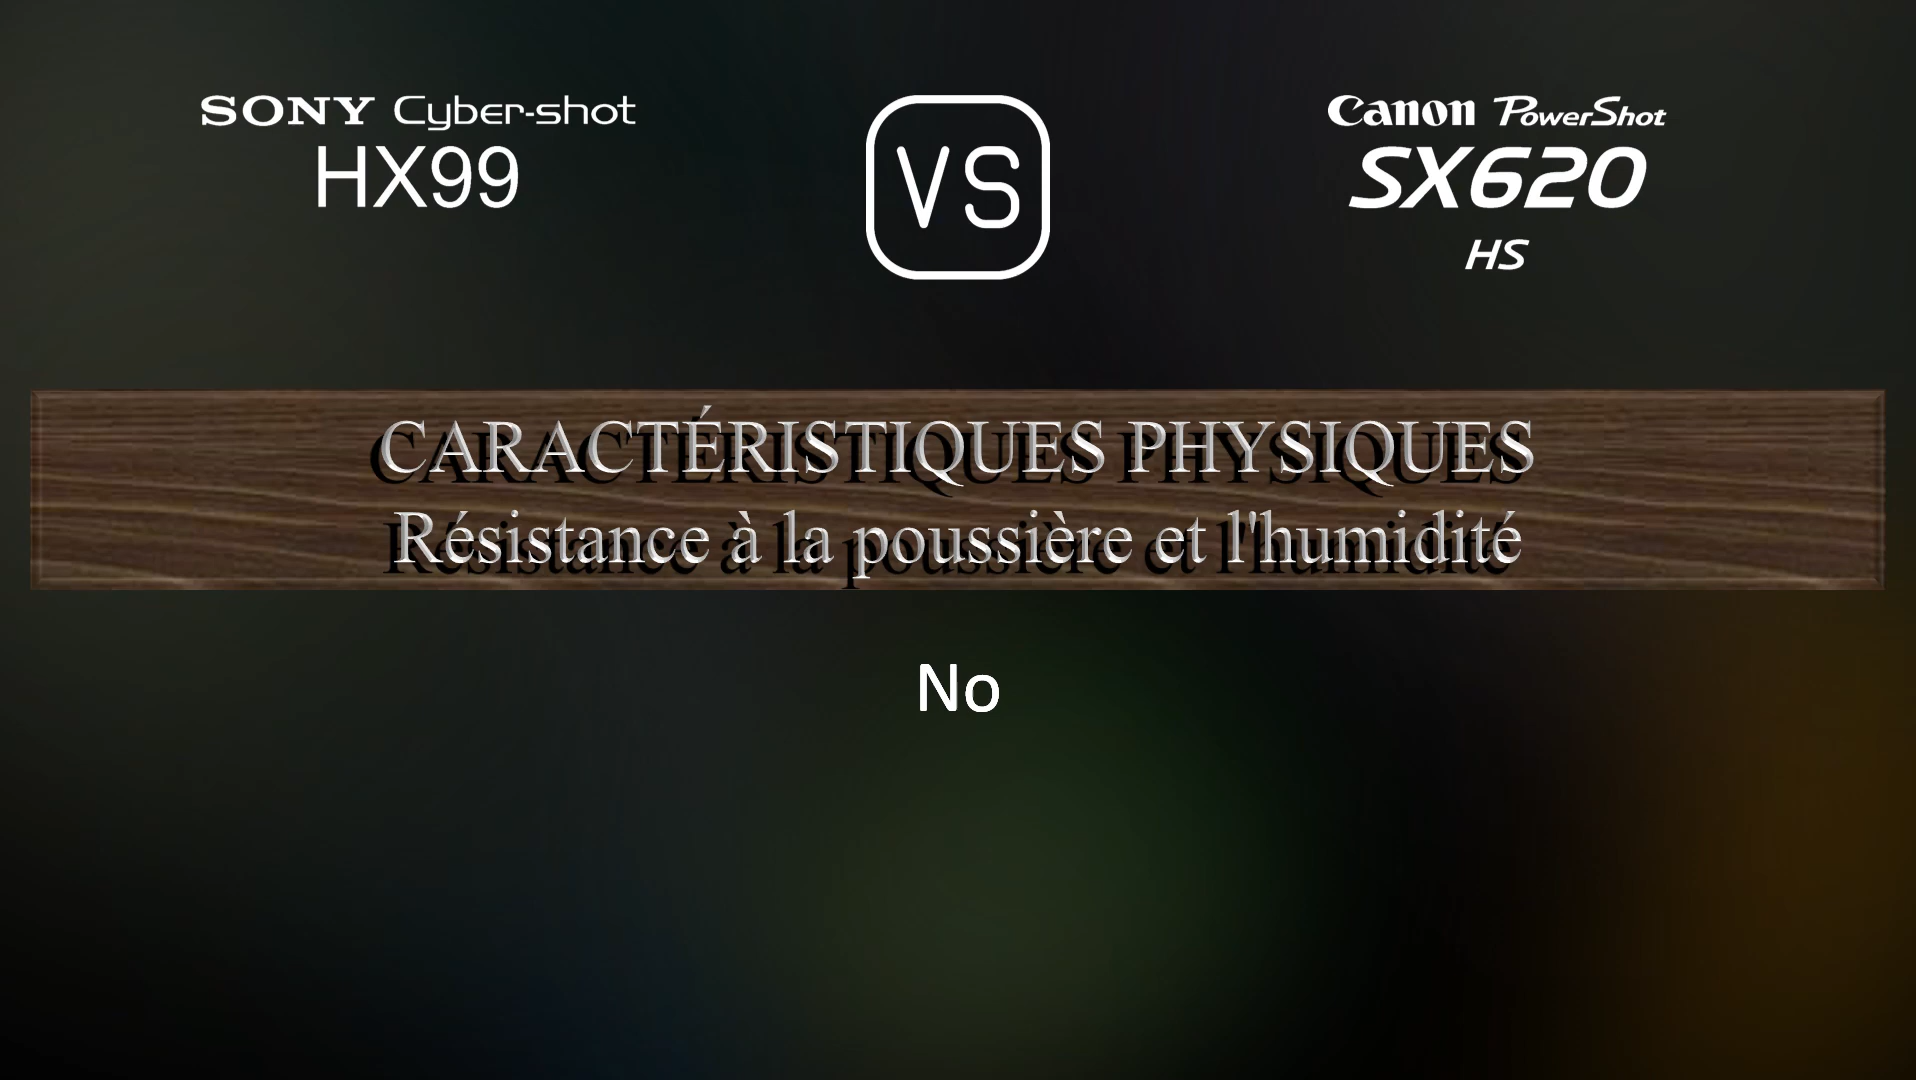 SONY Cyber-shot
HX99
VS
Canon PowerShot
SX620
HS
CARACTÉRISTIQUES PHYSIQUES
Résistance à la poussière et l'humidité
No